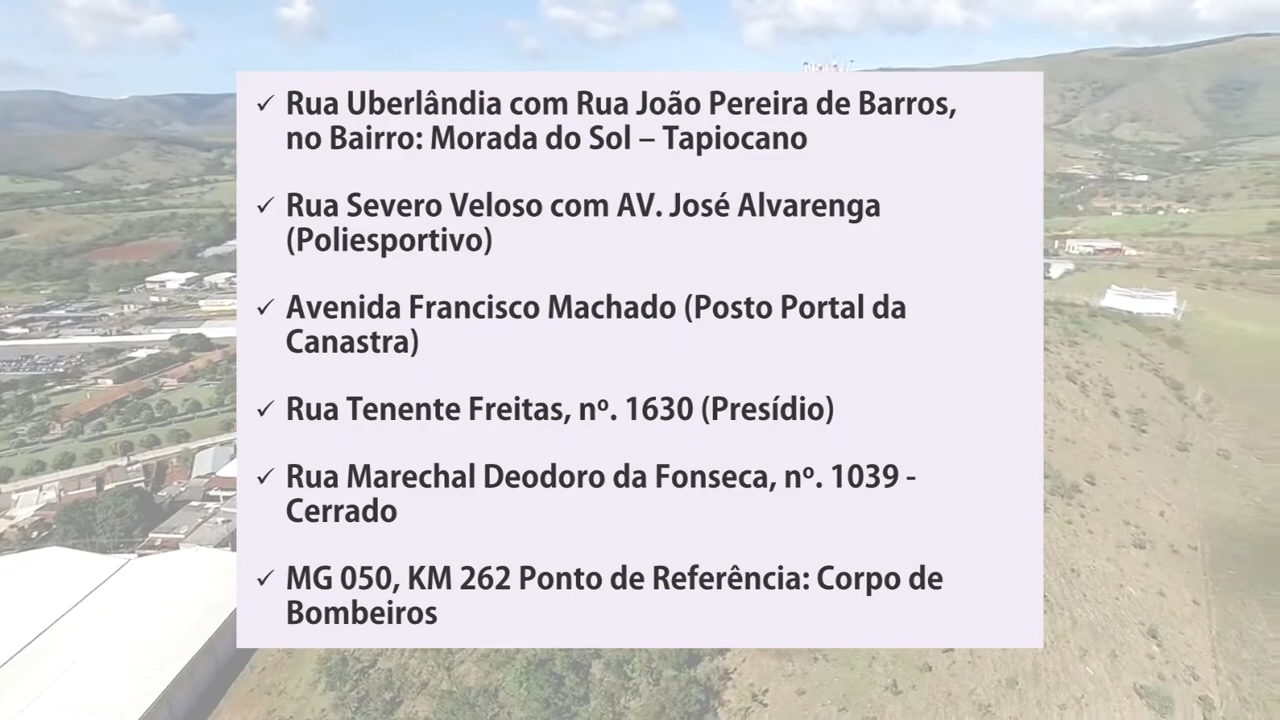 ✓ Rua Uberlândia com Rua João Pereira de Barros,
no Bairro: Morada do Sol – Tapiocano
✓ Rua Severo Veloso com AV. José Alvarenga
(Poliesportivo)
✓ Avenida Francisco Machado (Posto Portal da
Canastra)
✓ Rua Tenente Freitas, nº. 1630 (Presídio)
✓ Rua Marechal Deodoro da Fonseca, nº. 1039 -
Cerrado
✓ MG 050, KM 262 Ponto de Referência: Corpo de
Bombeiros